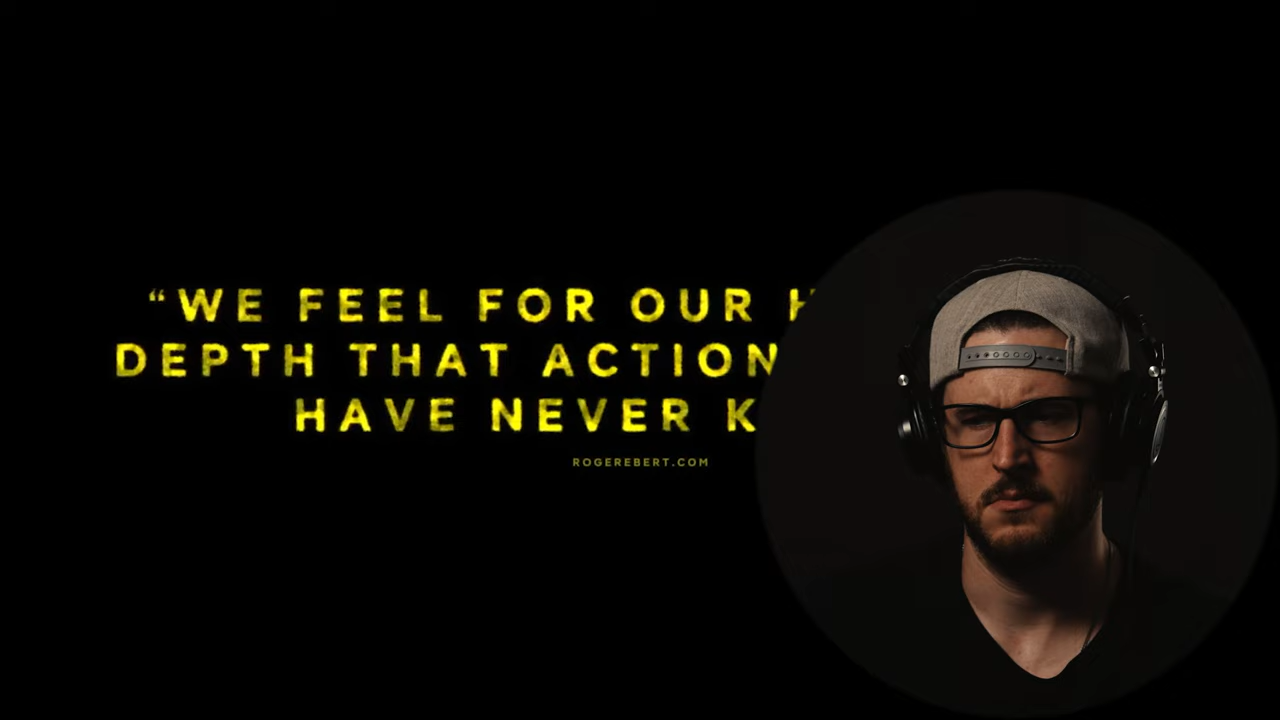 “WE FEEL FOR OUR
DEPTH THAT ACTION
HAVE NEVER
ROGEREBERT.COM